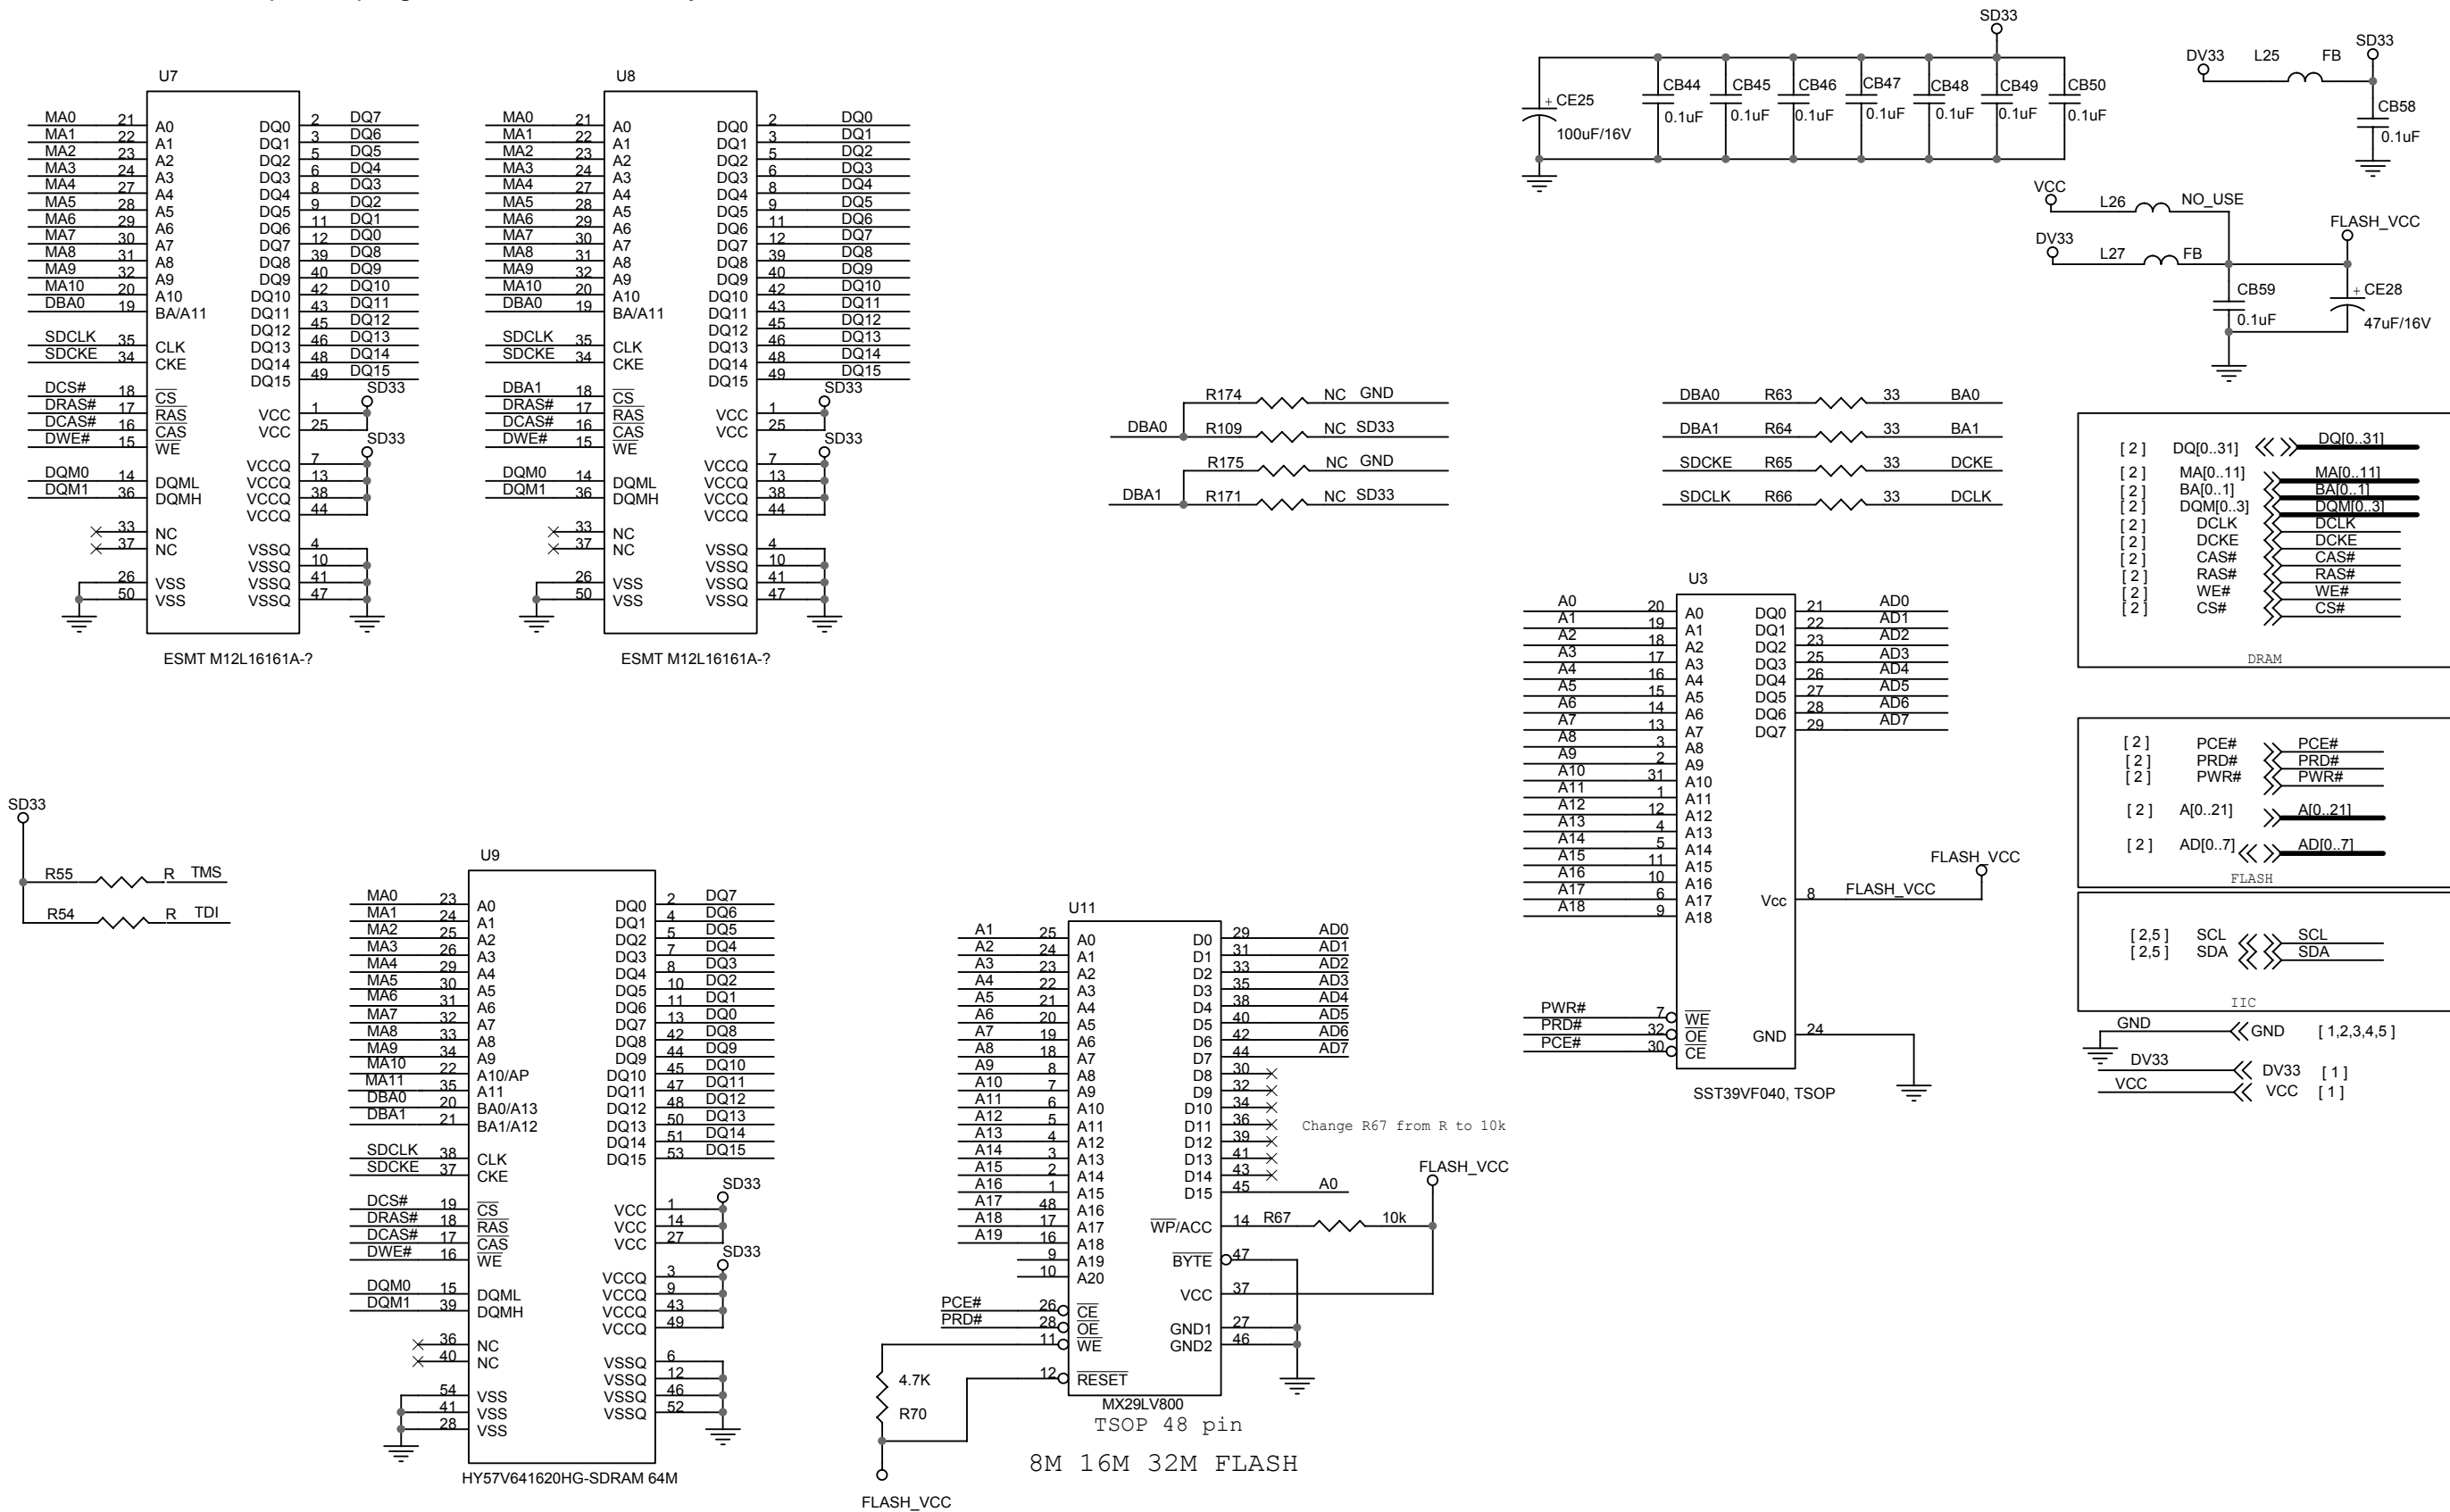 SD33
DV33 L25 FB SD33
CE25
100uF/16V
CB44 CB45 CB46 CB47 CB48 CB49 CB50
0.1uF 0.1uF 0.1uF 0.1uF 0.1uF 0.1uF 0.1uF
CB58
0.1uF
VCC L26 NO_USE
DV33 L27 FB
FLASH_VCC
CB59
0.1uF
+ CE28
47uF/16V
U7
MA0 21 A0 DQ0 2 DQ7
MA1 22 A1 DQ1 3 DQ6
MA2 23 A2 DQ2 5 DQ5
MA3 24 A3 DQ3 6 DQ4
MA4 27 A4 DQ4 8 DQ3
MA5 28 A5 DQ5 9 DQ2
MA6 29 A6 DQ6 11 DQ1
MA7 30 A7 DQ7 12 DQ0
MA8 31 A8 DQ8 39 DQ8
MA9 32 A9 DQ9 40 DQ9
MA10 20 A10 DQ10 42 DQ10
DBA0 19 BA/A11 DQ11 43 DQ11
DQ12 45 DQ12
SDCLK 35 CLK DQ13 46 DQ13
SDCKE 34 CKE DQ14 48 DQ14
DQ15 49 DQ15
DCS# 18 CS SD33
DRAS# 17 RAS VCC 1
DCAS# 16 CAS VCC 25
DWE# 15 WE SD33
VCCQ 7
DQM0 14 DQML VCCQ 13
DQM1 36 DQMH VCCQ 38
VCCQ 44
33 NC
37 NC VSSQ 4
VSSQ 10
26 VSS VSSQ 41
50 VSS VSSQ 47
ESMT M12L16161A-?
U8
MA0 21 A0 DQ0 2 DQ0
MA1 22 A1 DQ1 3 DQ1
MA2 23 A2 DQ2 5 DQ2
MA3 24 A3 DQ3 6 DQ3
MA4 27 A4 DQ4 8 DQ4
MA5 28 A5 DQ5 9 DQ5
MA6 29 A6 DQ6 11 DQ6
MA7 30 A7 DQ7 12 DQ7
MA8 31 A8 DQ8 39 DQ8
MA9 32 A9 DQ9 40 DQ9
MA10 20 A10 DQ10 42 DQ10
DBA0 19 BA/A11 DQ11 43 DQ11
DQ12 45 DQ12
SDCLK 35 CLK DQ13 46 DQ13
SDCKE 34 CKE DQ14 48 DQ14
DQ15 49 DQ15
DBA1 18 CS SD33
DRAS# 17 RAS VCC 1
DCAS# 16 CAS VCC 25
DWE# 15 WE SD33
VCCQ 7
DQM0 14 DQML VCCQ 13
DQM1 36 DQMH VCCQ 38
VCCQ 44
33 NC
37 NC VSSQ 4
VSSQ 10
26 VSS VSSQ 41
50 VSS VSSQ 47
ESMT M12L16161A-?
R174 NC GND
DBA0 R109 NC SD33
R175 NC GND
DBA1 R171 NC SD33
DBA0 R63 33 BA0
DBA1 R64 33 BA1
SDCKE R65 33 DCKE
SDCLK R66 33 DCLK
[ 2 ] DQ[0..31] DQ[0..31]
[ 2 ] MA[0..11] MA[0..11]
[ 2 ] BA[0..1] BA[0..1]
[ 2 ] DQM[0..3] DQM[0..3]
[ 2 ] DCLK DCLK
[ 2 ] DCKE DCKE
[ 2 ] CAS# CAS#
[ 2 ] RAS# RAS#
[ 2 ] WE# WE#
[ 2 ] CS# CS#
DRAM
[ 2 ] PCE# PCE#
[ 2 ] PRD# PRD#
[ 2 ] PWR# PWR#
[ 2 ] A[0..21] A[0..21]
[ 2 ] AD[0..7] AD[0..7]
FLASH
[ 2,5 ] SCL SCL
[ 2,5 ] SDA SDA
IIC
GND GND [ 1,2,3,4,5 ]
DV33 DV33 [ 1 ]
VCC VCC [ 1 ]
U3
A0 20 A0 DQ0 21 AD0
A1 19 A1 DQ1 22 AD1
A2 18 A2 DQ2 23 AD2
A3 17 A3 DQ3 25 AD3
A4 16 A4 DQ4 26 AD4
A5 15 A5 DQ5 27 AD5
A6 14 A6 DQ6 28 AD6
A7 13 A7 DQ7 29 AD7
A8 3 A8
A9 2 A9
A10 31 A10
A11 1 A11
A12 12 A12
A13 4 A13
A14 5 A14
A15 11 A15 FLASH_VCC
A16 10 A16
A17 6 A17 Vcc 8 FLASH_VCC
A18 9 A18
PWR# 7 WE
PRD# 32 OE GND 24
PCE# 30 CE
SST39VF040, TSOP
SD33
R55 R TMS
R54 R TDI
U9
MA0 23 A0 DQ0 2 DQ7
MA1 24 A1 DQ1 4 DQ6
MA2 25 A2 DQ2 5 DQ5
MA3 26 A3 DQ3 7 DQ4
MA4 29 A4 DQ4 8 DQ3
MA5 30 A5 DQ5 10 DQ2
MA6 31 A6 DQ6 11 DQ1
MA7 32 A7 DQ7 13 DQ0
MA8 33 A8 DQ8 42 DQ8
MA9 34 A9 DQ9 44 DQ9
MA10 22 A10/AP DQ10 45 DQ10
MA11 35 A11 DQ11 47 DQ11
DBA0 20 BA0/A13 DQ12 48 DQ12
DBA1 21 BA1/A12 DQ13 50 DQ13
DQ14 51 DQ14
SDCLK 38 CLK DQ15 53 DQ15
SDCKE 37 CKE
SD33
DCS# 19 CS VCC 1
DRAS# 18 RAS VCC 14
DCAS# 17 CAS VCC 27
DWE# 16 WE SD33
VCCQ 3
DQM0 15 DQML VCCQ 9
DQM1 39 DQMH VCCQ 43
VCCQ 49
36 NC
40 NC VSSQ 6
VSSQ 12
54 VSS VSSQ 46
41 VSS VSSQ 52
28 VSS
HY57V641620HG-SDRAM 64M
U11
A1 25 A0 D0 29 AD0
A2 24 A1 D1 31 AD1
A3 23 A2 D2 33 AD2
A4 22 A3 D3 35 AD3
A5 21 A4 D4 38 AD4
A6 20 A5 D5 40 AD5
A7 19 A6 D6 42 AD6
A8 18 A7 D7 44 AD7
A9 8 A8 D8 30
A10 7 A9 D9 32
A11 6 A10 D10 34
A12 5 A11 D11 36
A13 4 A12 D12 39
A14 3 A13 D13 41
A15 2 A14 D14 43
A16 1 A15 D15 45 A0
A17 48 A16
A18 17 A17 WP/ACC 14 R67 10k
A19 16 A18
9 A19 BYTE 47
10 A20
VCC 37
PCE# 26 CE
PRD# 28 OE GND1 27
11 WE GND2 46
12 RESET
Change R67 from R to 10k
FLASH_VCC
4.7K
R70
FLASH_VCC
MX29LV800
TSOP 48 pin
8M 16M 32M FLASH